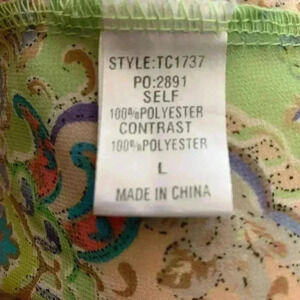 STYLE:TC1737
PO:2891
SELF
100%POLYESTER
CONTRAST
100%POLYESTER
L
MADE IN CHINA